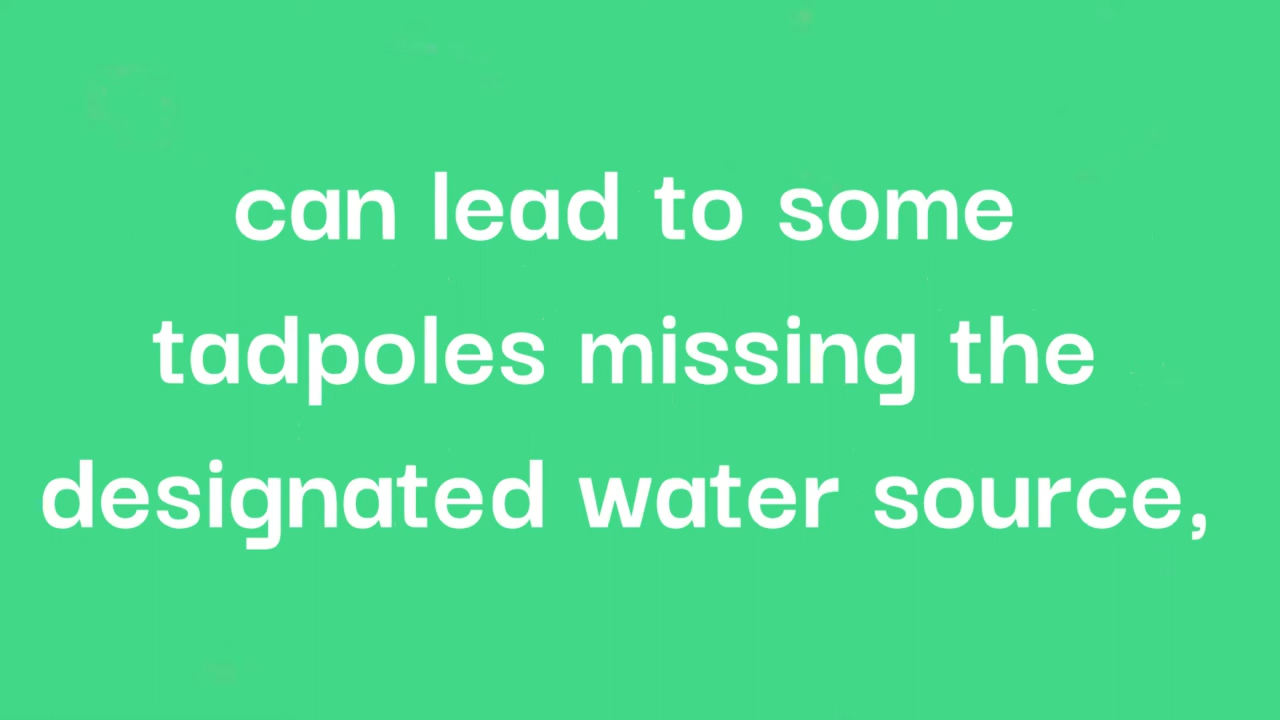 can lead to some
tadpoles missing the
designated water source,